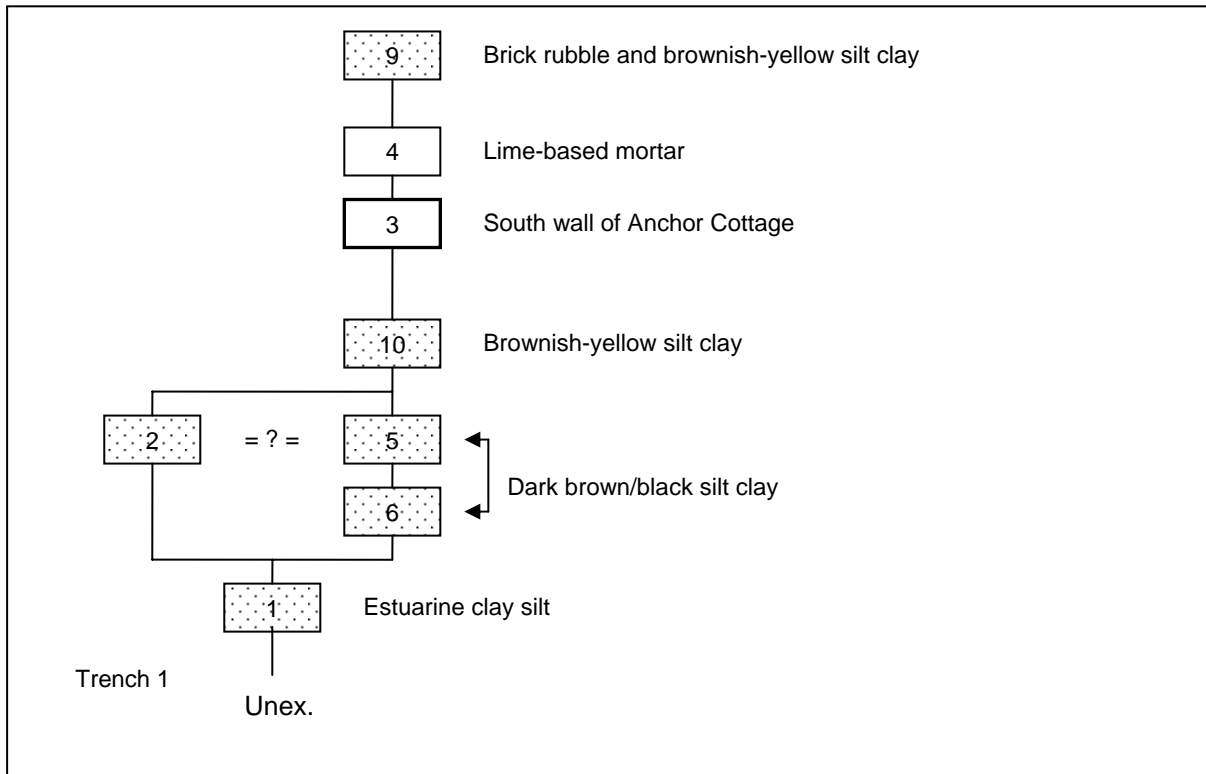 9 Brick rubble and brownish-yellow silt clay
4 Lime-based mortar
3 South wall of Anchor Cottage
10 Brownish-yellow silt clay
2 = ? = 5
Dark brown/black silt clay
6
1 Estuarine clay silt
Trench 1
Unex.